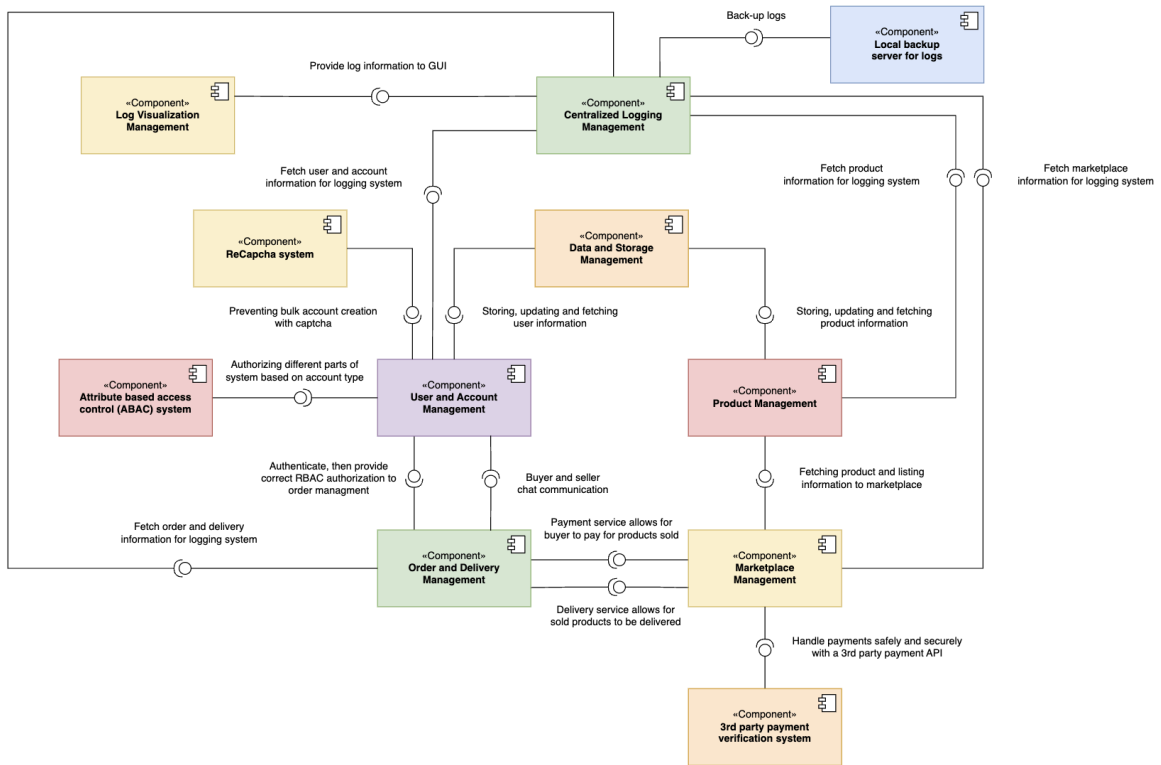 Back-up logs
«Component»
Local backup
server for logs
Provide log information to GUI
«Component»
Log Visualization
Management
«Component»
Centralized Logging
Management
Fetch user and account
information for logging system
Fetch product
information for logging system
Fetch marketplace
information for logging system
«Component»
ReCapcha system
«Component»
Data and Storage
Management
Preventing bulk account creation
with captcha
Storing, updating and fetching
user information
Storing, updating and fetching
product information
«Component»
Attribute based access
control (ABAC) system
Authorizing different parts of
system based on account type
«Component»
User and Account
Management
«Component»
Product Management
Authenticate, then provide
correct RBAC authorization to
order managment
Buyer and seller
chat communication
Fetching product and listing
information to marketplace
Fetch order and delivery
information for logging system
«Component»
Order and Delivery
Management
Payment service allows for
buyer to pay for products sold
Delivery service allows for
sold products to be delivered
«Component»
Marketplace
Management
Handle payments safely and securely
with a 3rd party payment API
«Component»
3rd party payment
verification system